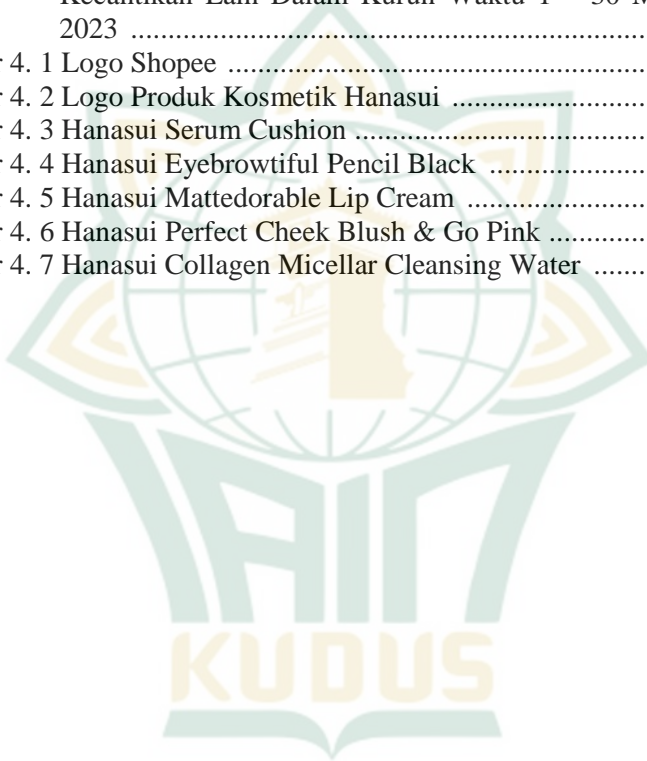 2023 ....................................................................
r 4. 1 Logo Shopee ......................................................
r 4. 2 Logo Produk Kosmetik Hanasui .........................
r 4. 3 Hanasui Serum Cushion .....................................
r 4. 4 Hanasui Eyebrowtiful Pencil Black ...................
r 4. 5 Hanasui Mattedorable Lip Cream ......................
r 4. 6 Hanasui Perfect Cheek Blush & Go Pink ............
r 4. 7 Hanasui Collagen Micellar Cleansing Water .......
IAIN
KUDUS